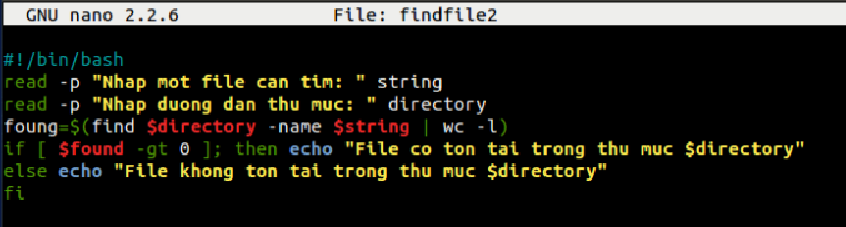 GNU nano 2.2.6 File: findfile2
#!/bin/bash
read -p "Nhap mot file can tim: " string
read -p "Nhap duong dan thu muc: " directory
foung=$(find $directory -name $string | wc -l)
if [ $found -gt 0 ]; then echo "File co ton tai trong thu muc $directory"
else echo "File khong ton tai trong thu muc $directory"
fi